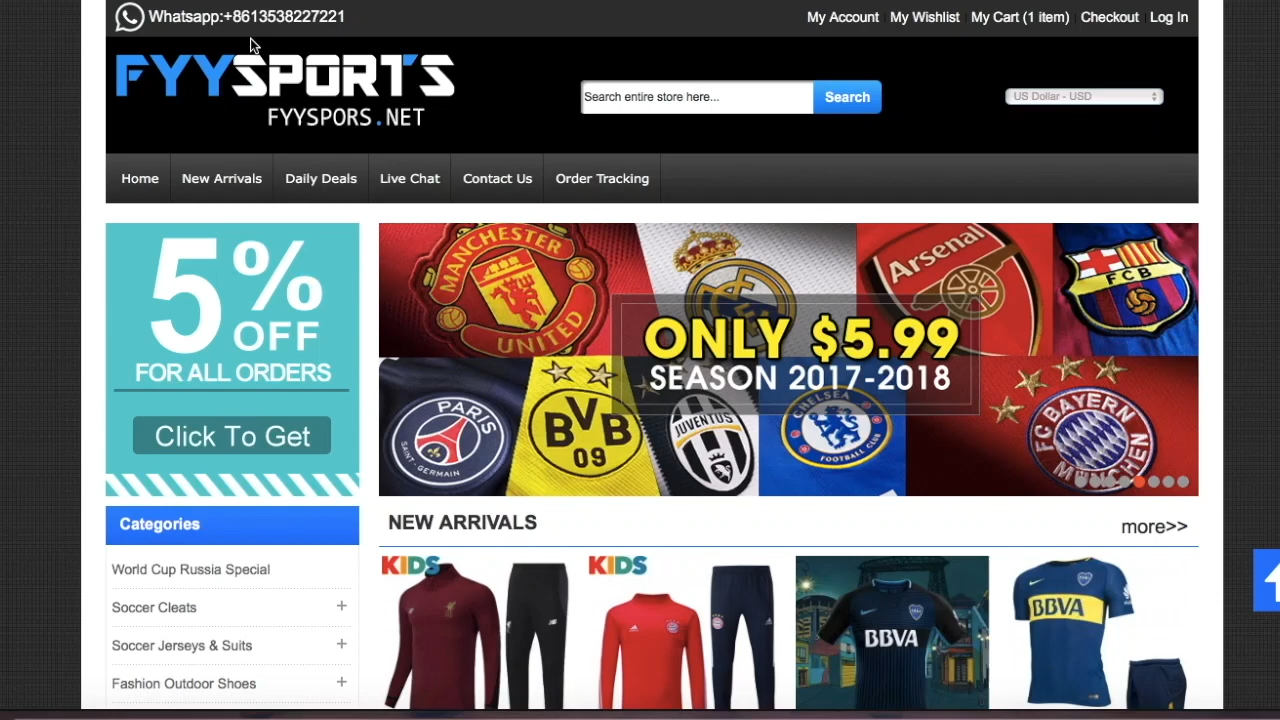 Whatsapp:+8613538227221
My Account My Wishlist My Cart (1 item) Checkout Log In
FYYSPORTS
FYYSPORS.NET
Search entire store here...
Search
US Dollar - USD
Home New Arrivals Daily Deals Live Chat Contact Us Order Tracking
5% OFF
FOR ALL ORDERS
Click To Get
MANCHESTER
UNITED
Arsenal
FCB
ONLY $5.99
SEASON 2017-2018
PARIS
SAINT-GERMAIN
BVB
09
JUVENTUS
CHELSEA
FOOTBALL CLUB
FC BAYERN
MÜNCHEN
Categories
World Cup Russia Special
Soccer Cleats +
Soccer Jerseys & Suits +
Fashion Outdoor Shoes +
NEW ARRIVALS
more>>
KIDS
KIDS
BBVA
BBVA